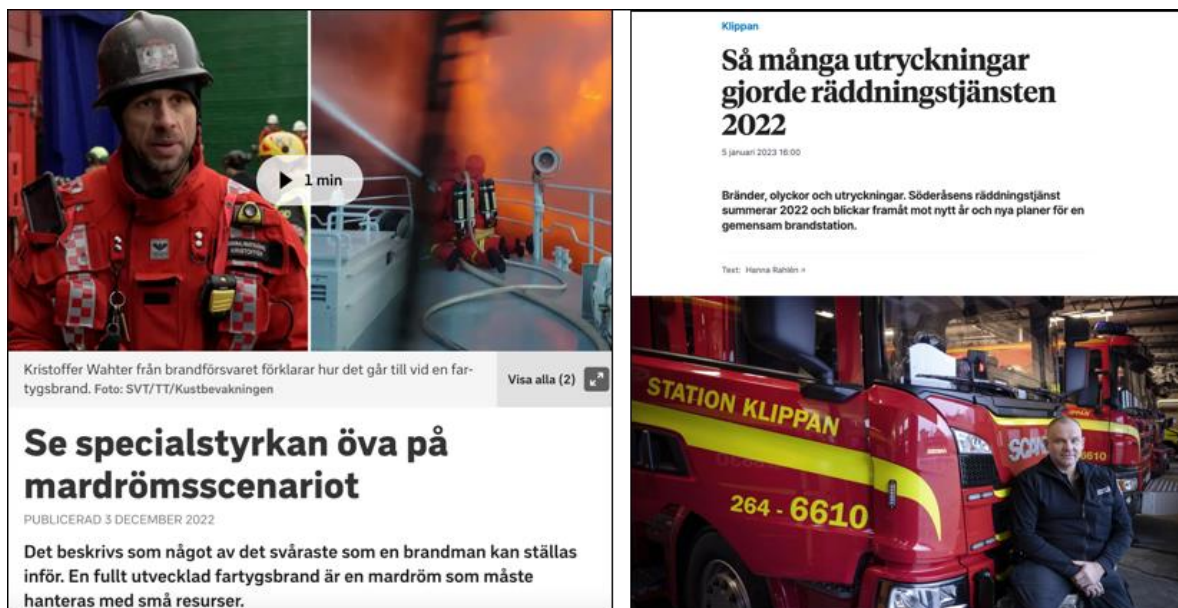 1 min
Kristoffer Wahter från brandförsvaret förklarar hur det går till vid en far-
tygsbrand. Foto: SVT/TT/Kustbevakningen
Visa alla (2)
Se specialstyrkan öva på
mardrömsscenariot
PUBLICERAD 3 DECEMBER 2022
Det beskrivs som något av det svåraste som en brandman kan ställas
inför. En fullt utvecklad fartygsbrand är en mardröm som måste
hanteras med små resurser.
Klippan
Så många utryckningar
gjorde räddningstjänsten
2022
5 januari 2023 16:00
Bränder, olyckor och utryckningar. Söderåsens räddningstjänst
summerar 2022 och blickar framåt mot nytt år och nya planer för en
gemensam brandstation.
Text: Hanna Rahlén
STATION KLIPPAN
264 - 6610
KLIPPAN
6610